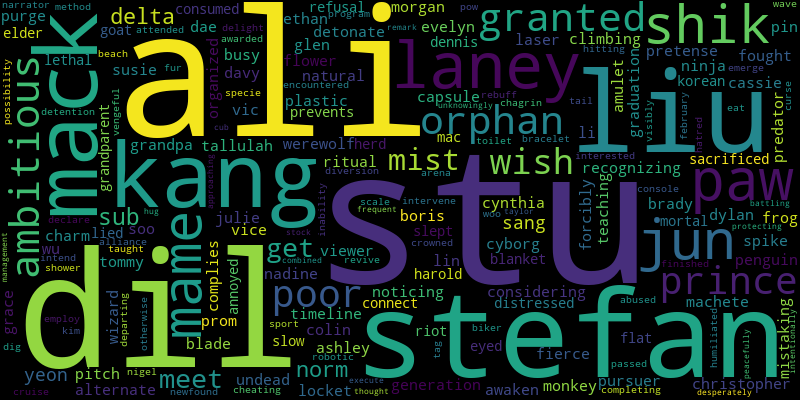 narrator method
purge
elder
delta
consumed
goat attended
dae
ethan
refusal
morgan
program
delight
awarded
remark
pow
wave
granted
shik
pin
lethal
mack
ali
beach
susie
fur
busy
glen
detonate
evelyn
dennis
laser
climbing
hitting
pretense
fought
possibility
detention
vengeful
davy
organized
flower
natural
encountered
laney
rebuff
graduation
amulet
ninja
emerge
korean
cassie
specie
vic
plastic
prevents
capsule
unknowingly
chagrin
tail
liu
visibly
february
eat
curse
predator
ambitious
grandparent
grandpa
cub
tallulah
werewolf
herd
mac
orphan
toilet
bracelet
li
hatred
kang
approaching
ritual
diversion
arena
mist
wish
interested
recognizing
sacrificed
console
paw
battling
declare
hug
sub
inability
scale
intervene
frequent
stu
boris
woo
taylor
cynthia
sang
forcibly
teaching
brady
mortal
dylan
protecting
frog
charm
lied
soo
alliance
julie
vice
stock
crowned
slept
cyborg
jun
spike
wu
intend
shower
taught
tommy
mame
complies
get
combined
viewer
revive
lin
blanket
finished
penguin
management
dil
annoyed
nadine
harold
considering
prince
noticing
distressed
abused
machete
grace
employ
kim
wizard
departing
otherwise
prom
sport
poor
timeline
connect
stefan
biker
humiliated
peacefully
mistaking
intentionally
dig
blade
slow
colin
robotic
ashley
riot
tag
eyed
fierce
flat
passed
yeon
pitch
nigel
meet
undead
norm
execute
pursuer
monkey
christopher
cruise
alternate
newfound
cheating
locket
thought
generation
awaken
completing
desperately